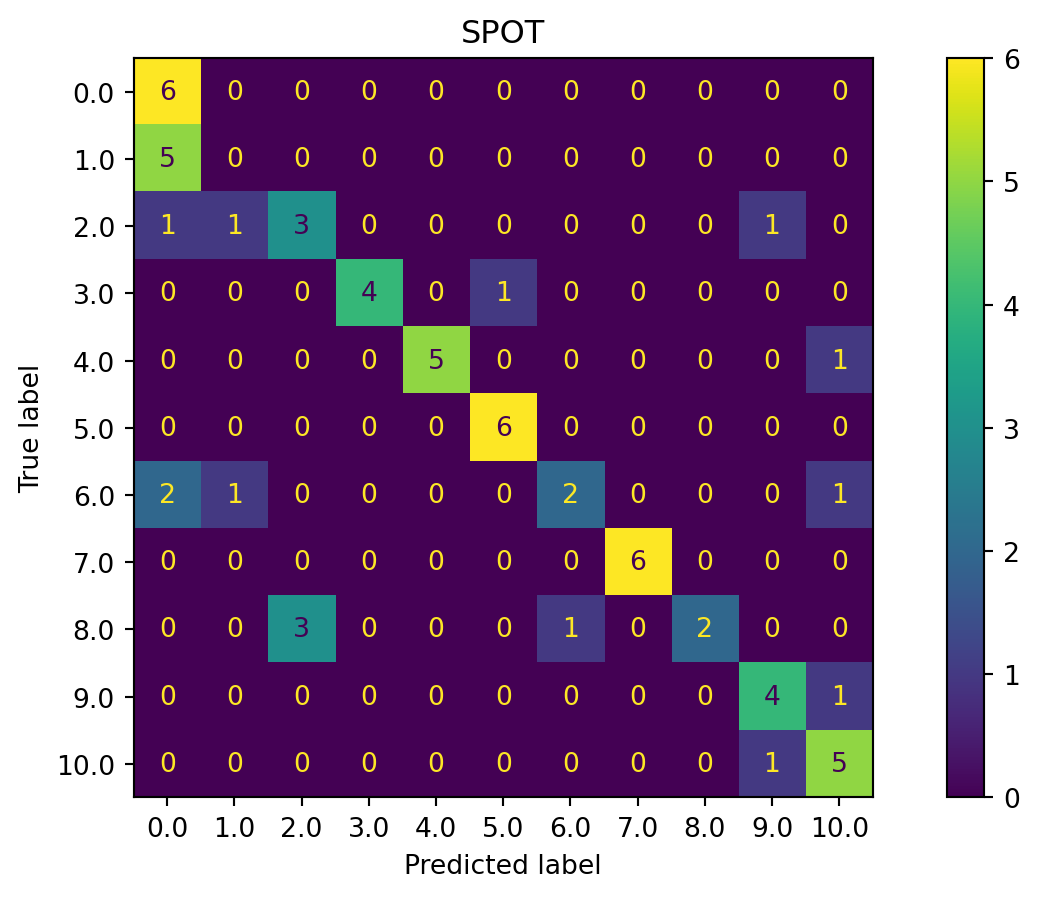 SPOT
0.0 6 0 0 0 0 0 0 0 0 0 0
1.0 5 0 0 0 0 0 0 0 0 0 0
2.0 1 1 3 0 0 0 0 0 0 1 0
3.0 0 0 0 4 0 1 0 0 0 0 0
4.0 0 0 0 0 5 0 0 0 0 0 1
5.0 0 0 0 0 0 6 0 0 0 0 0
6.0 2 1 0 0 0 0 2 0 0 0 1
7.0 0 0 0 0 0 0 0 6 0 0 0
8.0 0 0 3 0 0 0 1 0 2 0 0
9.0 0 0 0 0 0 0 0 0 0 4 1
10.0 0 0 0 0 0 0 0 0 0 1 5
0.0 1.0 2.0 3.0 4.0 5.0 6.0 7.0 8.0 9.0 10.0
Predicted label
True label
6
5
4
3
2
1
0